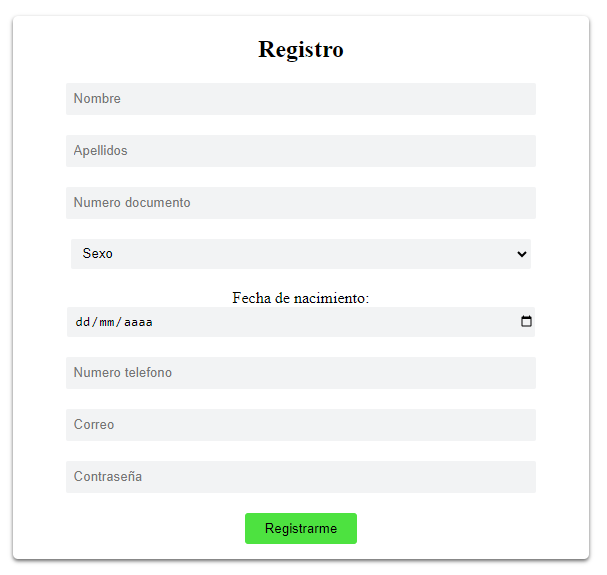 Registro
Nombre
Apellidos
Numero documento
Sexo
Fecha de nacimiento:
dd/mm/aaaa
Numero telefono
Correo
Contraseña
Registrarme